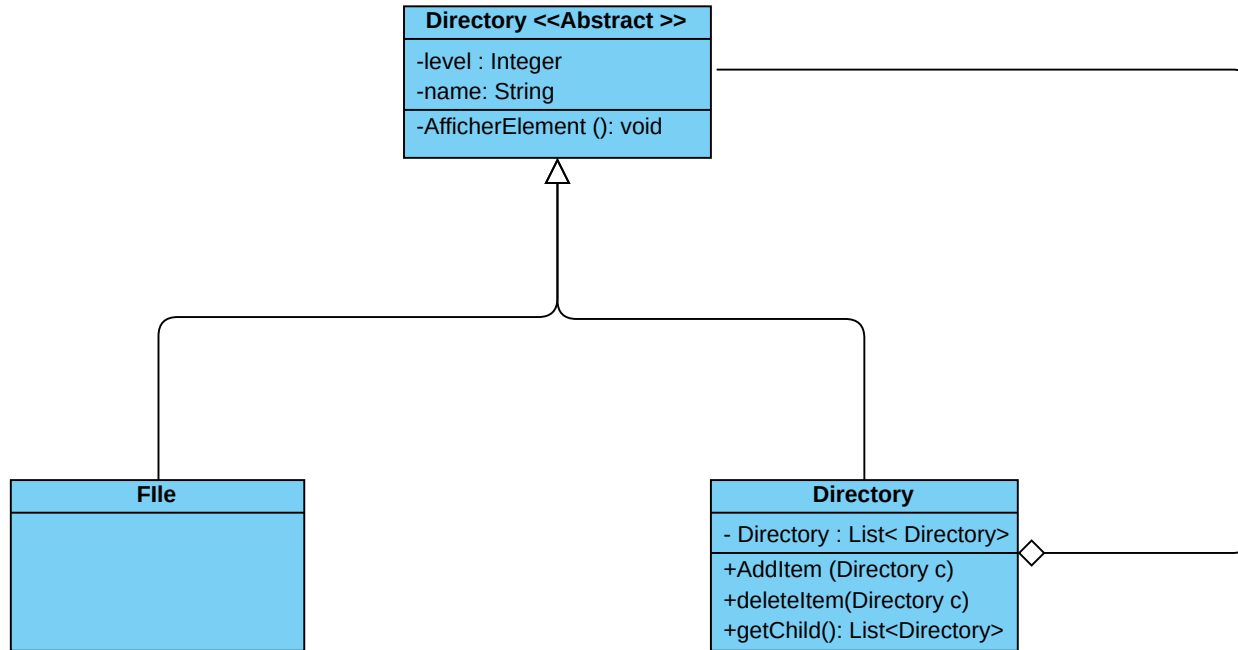 Directory <<Abstract >>
-level : Integer
-name: String
-AfficherElement (): void
FIle
Directory
- Directory : List< Directory>
+AddItem (Directory c)
+deleteItem(Directory c)
+getChild(): List<Directory>